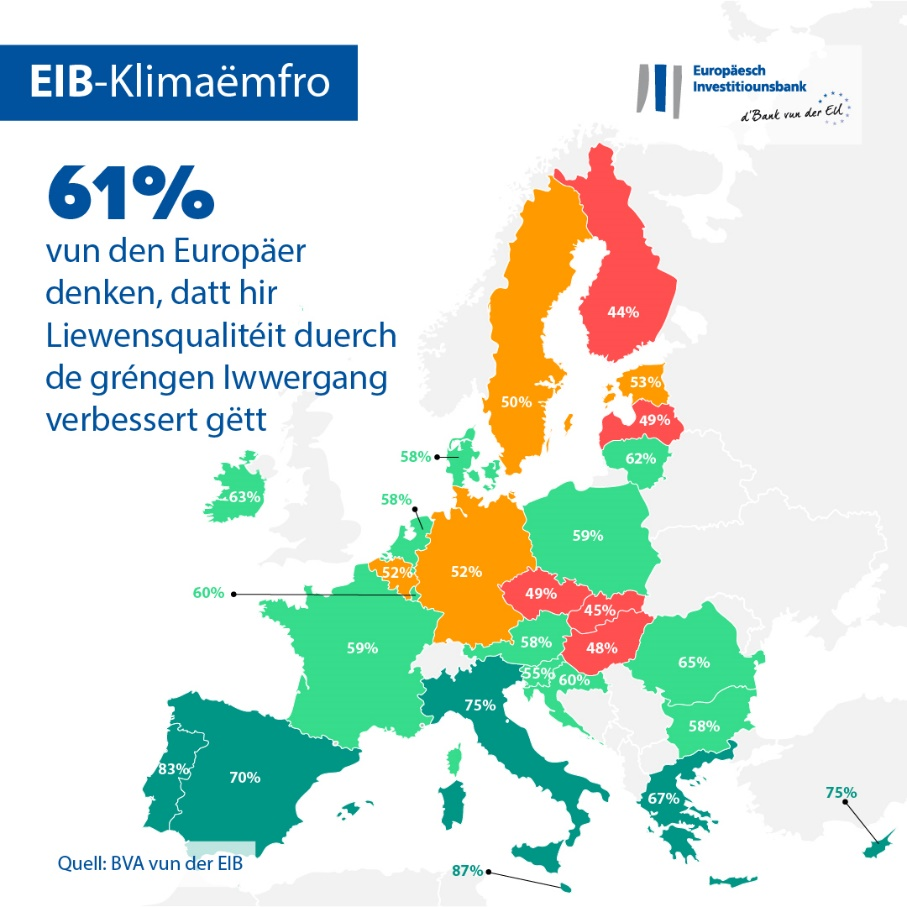 EIB-Klimaëmfro
Europäesch
Investitiounsbank
d'Bank vun der EU
61%
vun den Europäer
denken, datt hir
Liewensqualitéit duerch
de gréngen Iwwergang
verbessert gëtt
44%
53%
50%
49%
58%
62%
63%
58%
59%
52%
52%
60%
49%
45%
59%
58%
48%
55%
60%
65%
75%
58%
83%
70%
67%
75%
87%
Quell: BVA vun der EIB